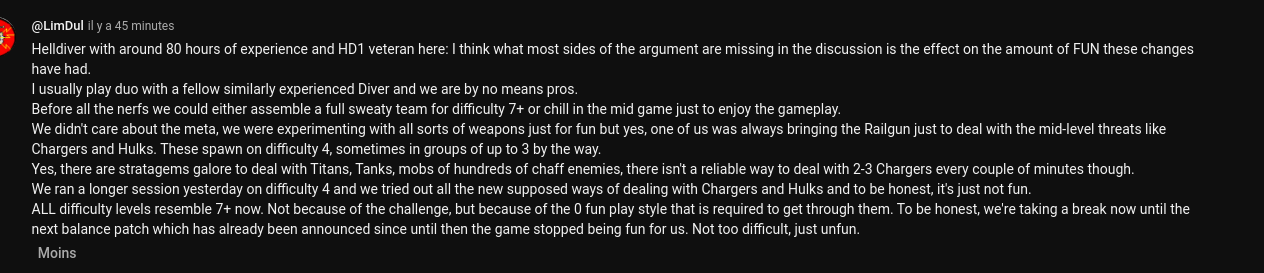 @LimDul il y a 45 minutes
Helldiver with around 80 hours of experience and HD1 veteran here: I think what most sides of the argument are missing in the discussion is the effect on the amount of FUN these changes
have had.
I usually play duo with a fellow similarly experienced Diver and we are by no means pros.
Before all the nerfs we could either assemble a full sweaty team for difficulty 7+ or chill in the mid game just to enjoy the gameplay.
We didn't care about the meta, we were experimenting with all sorts of weapons just for fun but yes, one of us was always bringing the Railgun just to deal with the mid-level threats like
Chargers and Hulks. These spawn on difficulty 4, sometimes in groups of up to 3 by the way.
Yes, there are stratagems galore to deal with Titans, Tanks, mobs of hundreds of chaff enemies, there isn't a reliable way to deal with 2-3 Chargers every couple of minutes though.
We ran a longer session yesterday on difficulty 4 and we tried out all the new supposed ways of dealing with Chargers and Hulks and to be honest, it's just not fun.
ALL difficulty levels resemble 7+ now. Not because of the challenge, but because of the 0 fun play style that is required to get through them. To be honest, we're taking a break now until the
next balance patch which has already been announced since until then the game stopped being fun for us. Not too difficult, just unfun.
Moins